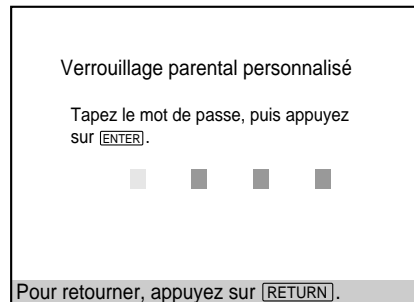 Verrouillage parental personnalisé
Tapez le mot de passe, puis appuyez
sur ENTER.
Pour retourner, appuyez sur RETURN.